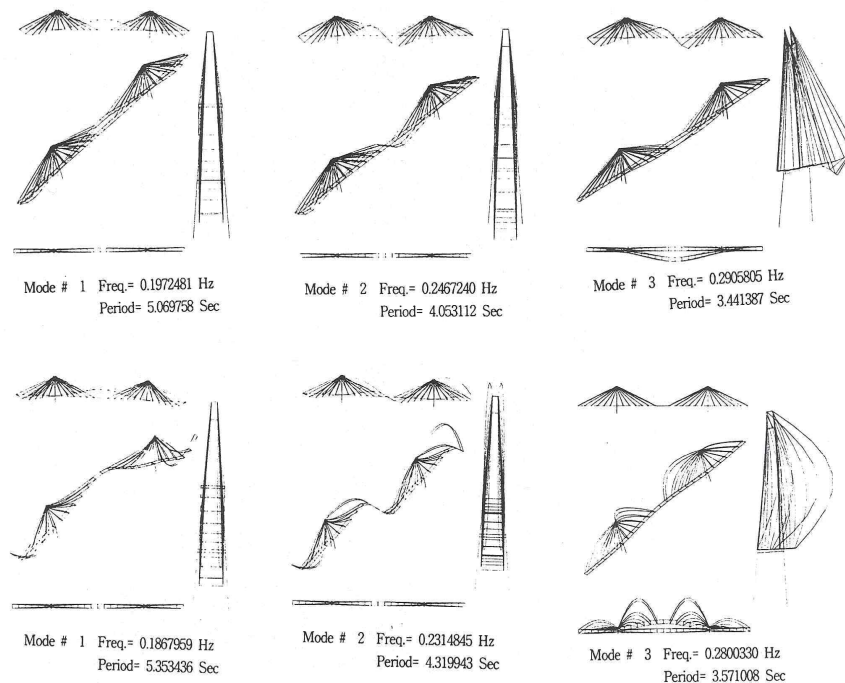 Mode # 1 Freq.= 0.1972481 Hz
Period= 5.069758 Sec
Mode # 2 Freq.= 0.2467240 Hz
Period= 4.053112 Sec
Mode # 3 Freq.= 0.2905805 Hz
Period= 3.441387 Sec
Mode # 1 Freq.= 0.1867959 Hz
Period= 5.353436 Sec
Mode # 2 Freq.= 0.2314845 Hz
Period= 4.319943 Sec
Mode # 3 Freq.= 0.2800330 Hz
Period= 3.571008 Sec